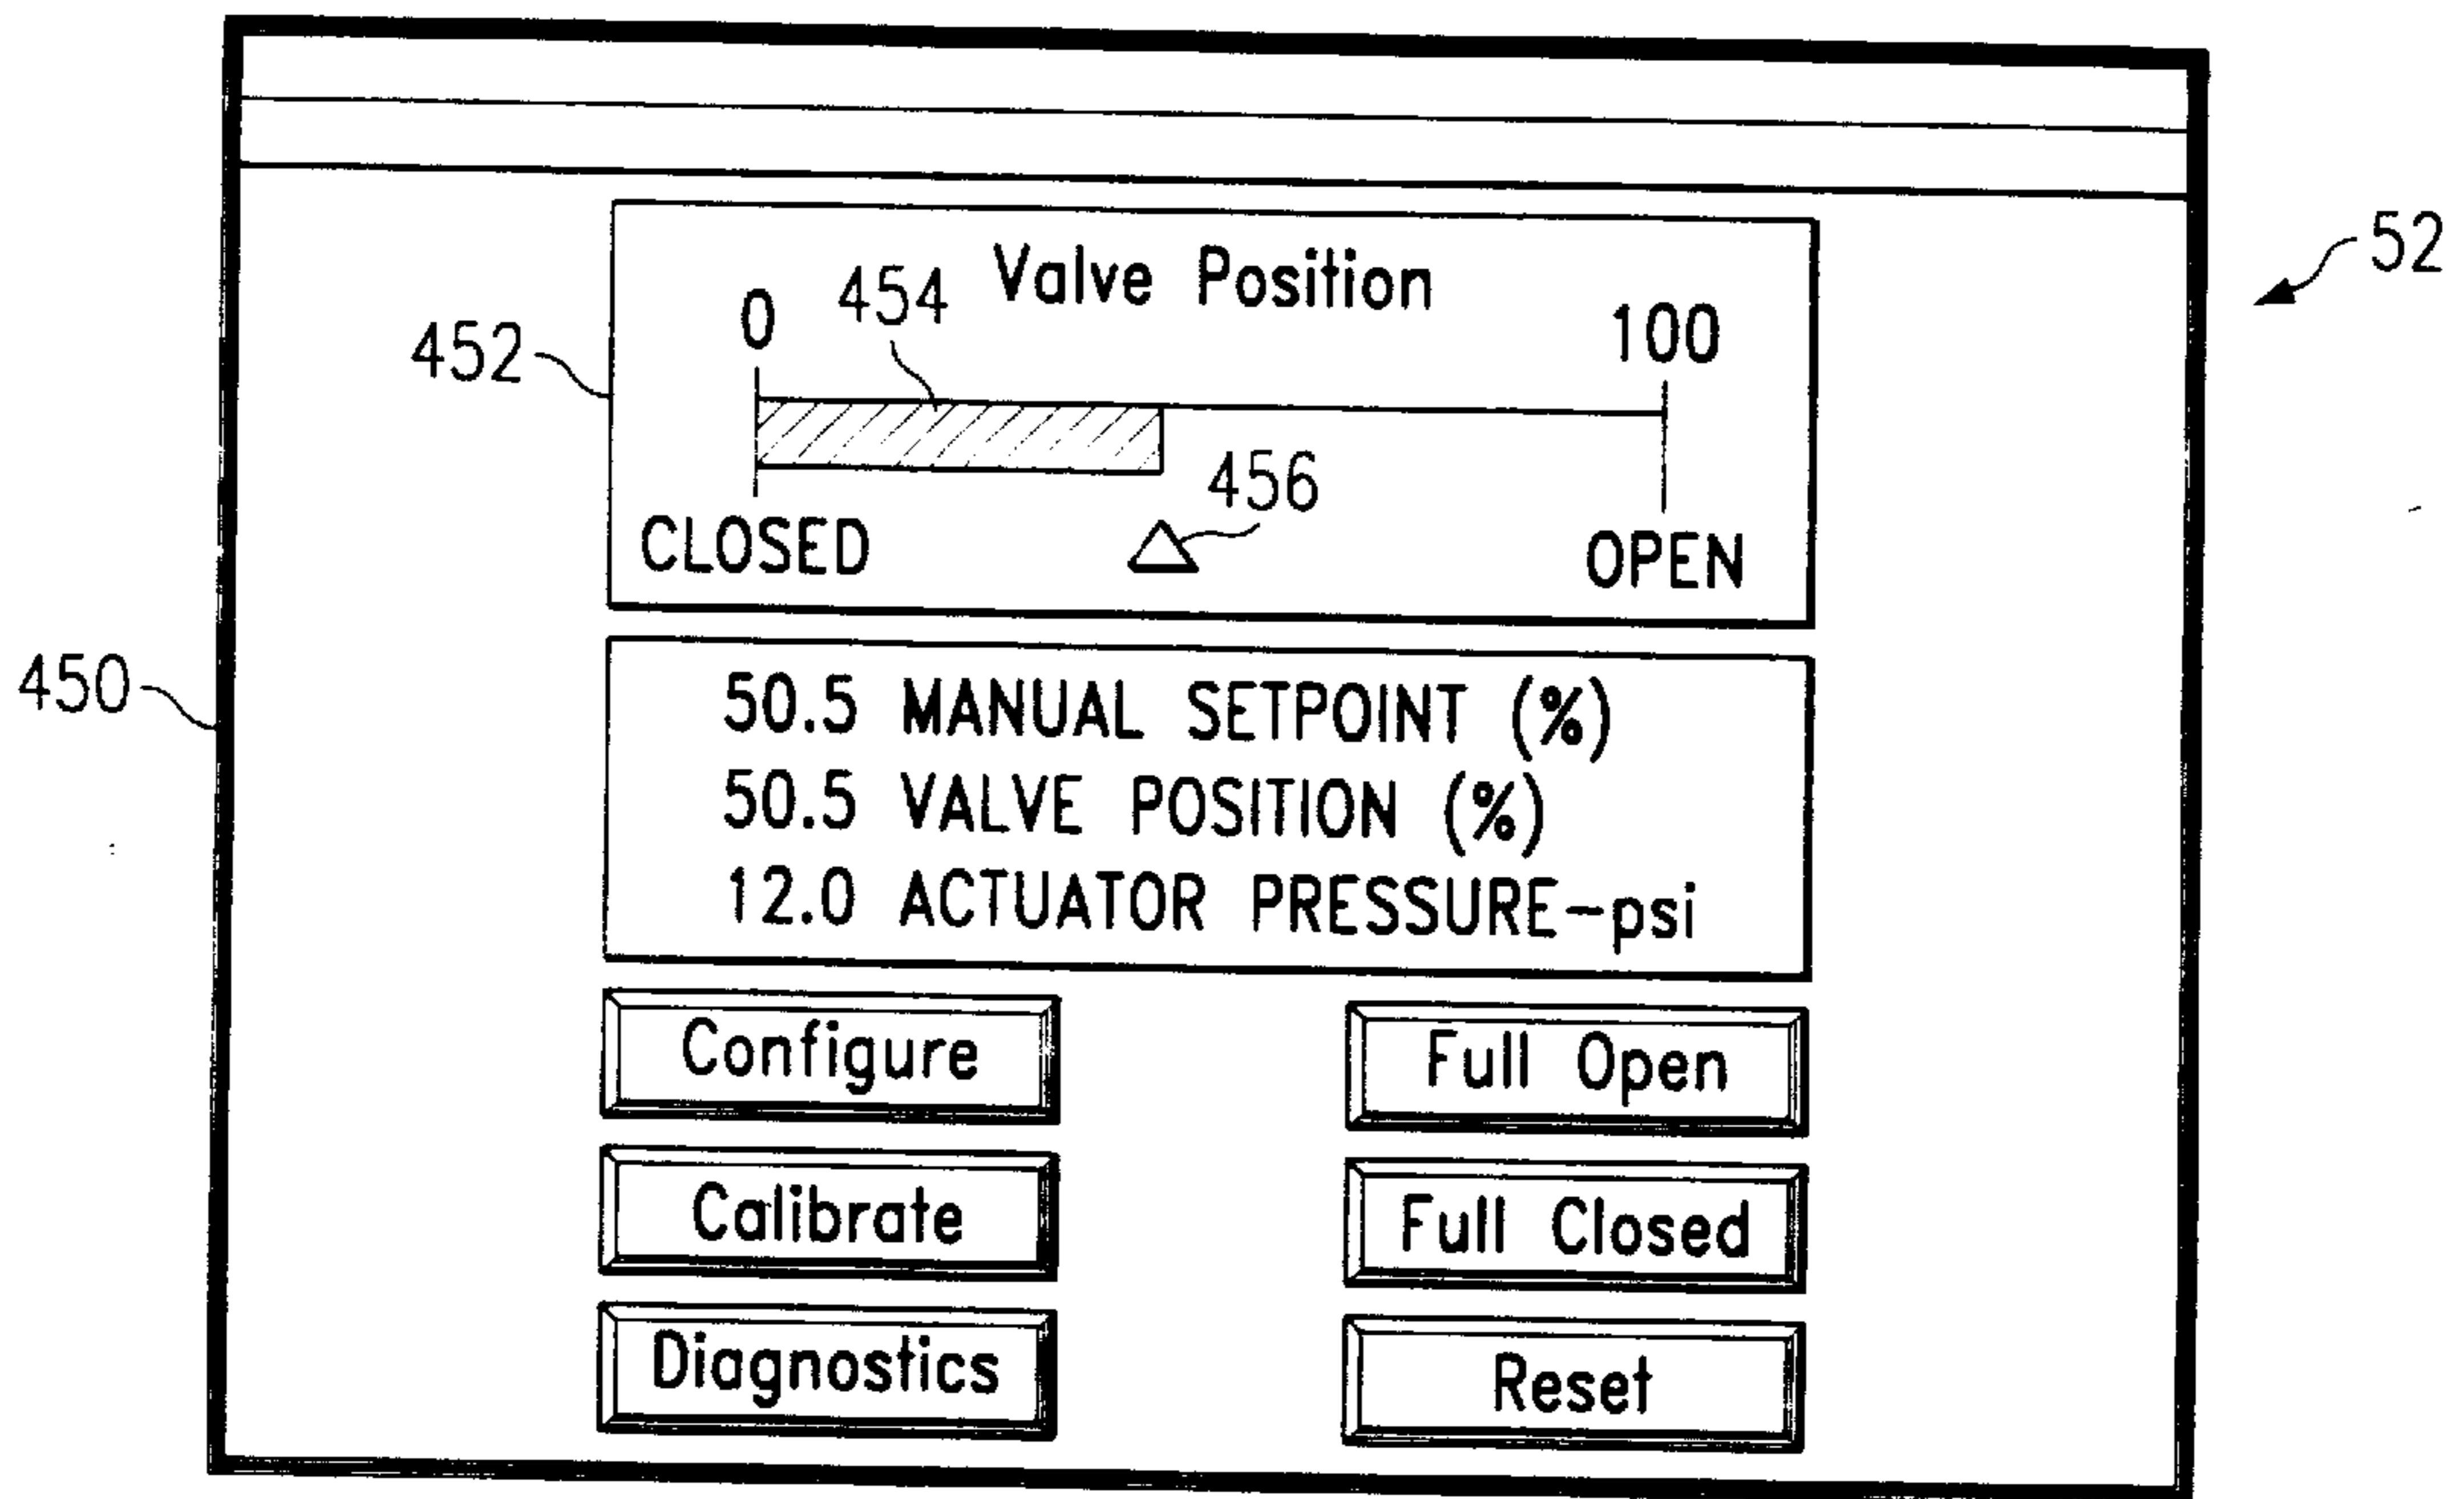 52
Valve Position
454
0
100
452
456
CLOSED
OPEN
450
50.5 MANUAL SETPOINT (%)
50.5 VALVE POSITION (%)
12.0 ACTUATOR PRESSURE-psi
Configure
Full Open
Calibrate
Full Closed
Diagnostics
Reset